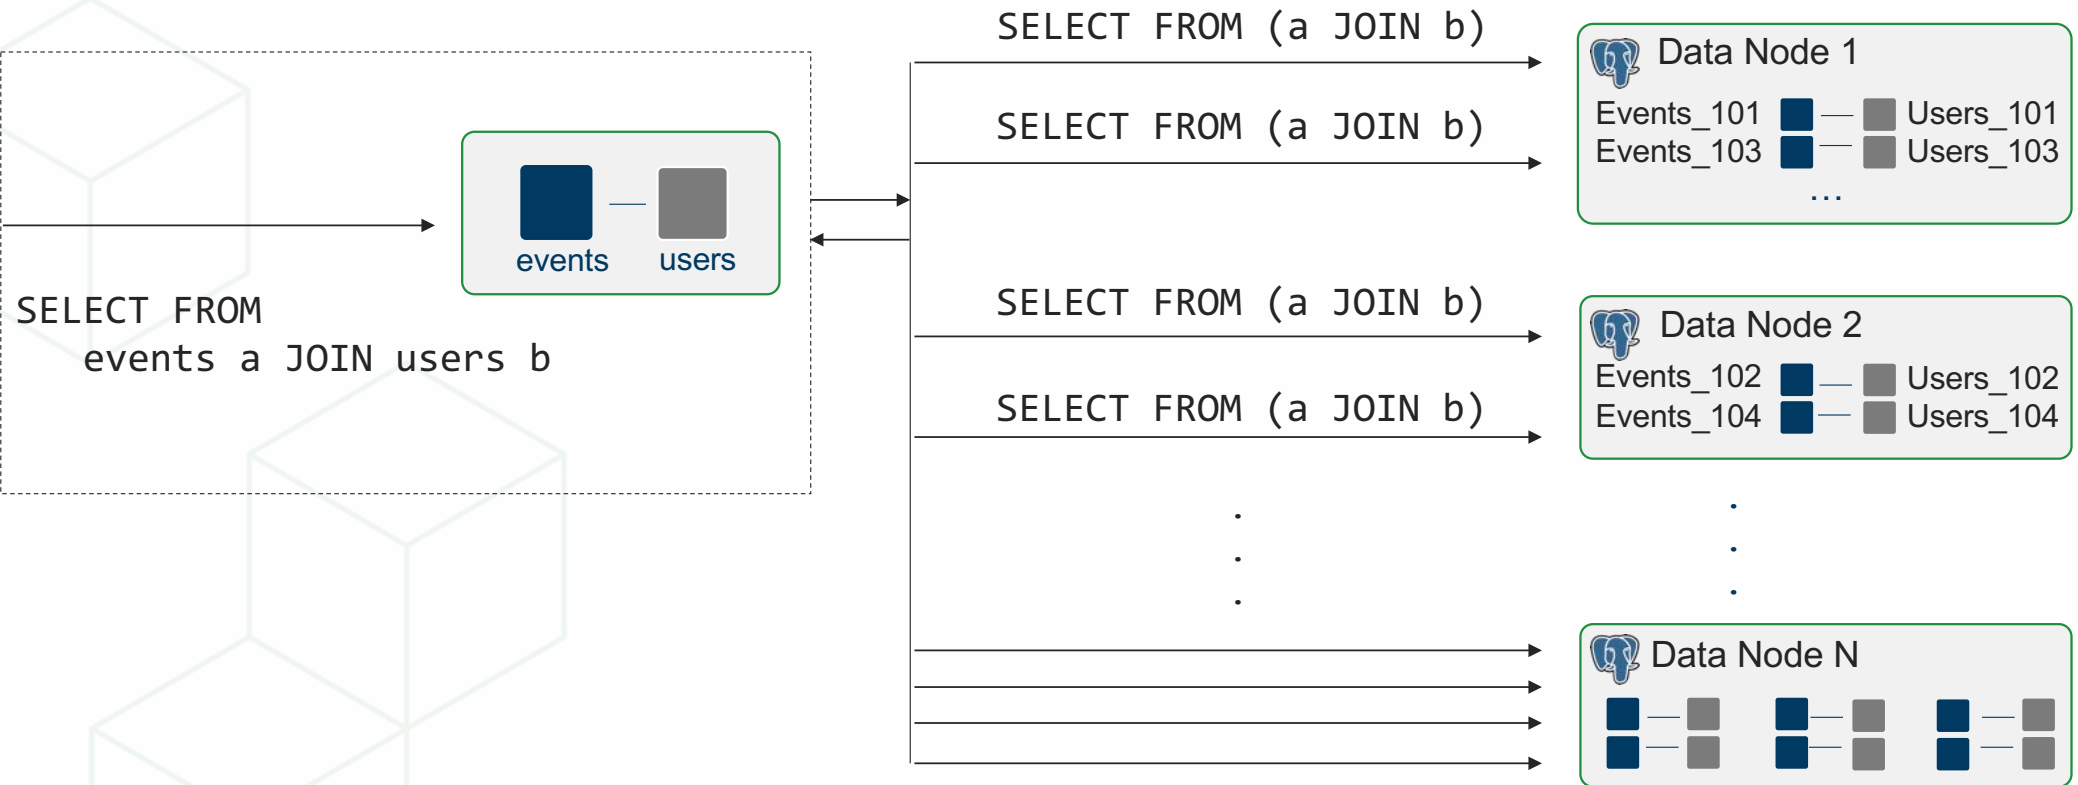 SELECT FROM
events a JOIN users b
events users
SELECT FROM (a JOIN b)
SELECT FROM (a JOIN b)
SELECT FROM (a JOIN b)
SELECT FROM (a JOIN b)
.
.
.
Data Node 1
Events_101 Users_101
Events_103 Users_103
...
Data Node 2
Events_102 Users_102
Events_104 Users_104
.
.
.
Data Node N